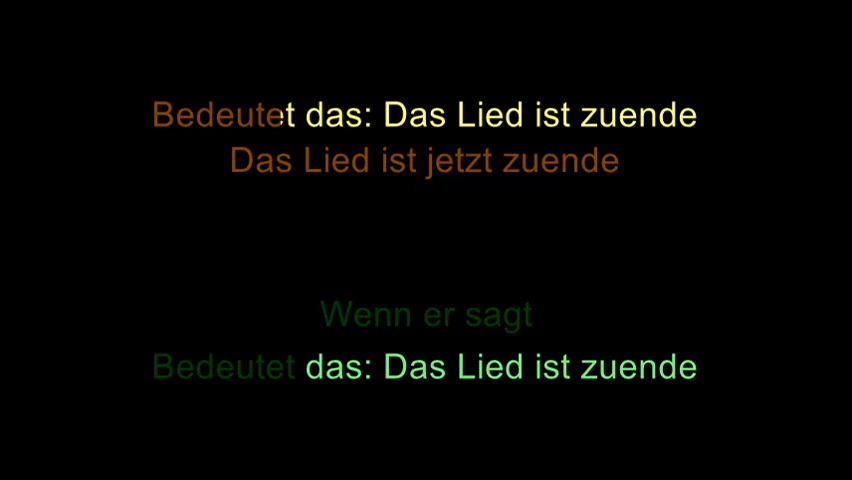 Bedeutet das: Das Lied ist zuende
Das Lied ist jetzt zuende
Wenn er sagt
Bedeutet das: Das Lied ist zuende